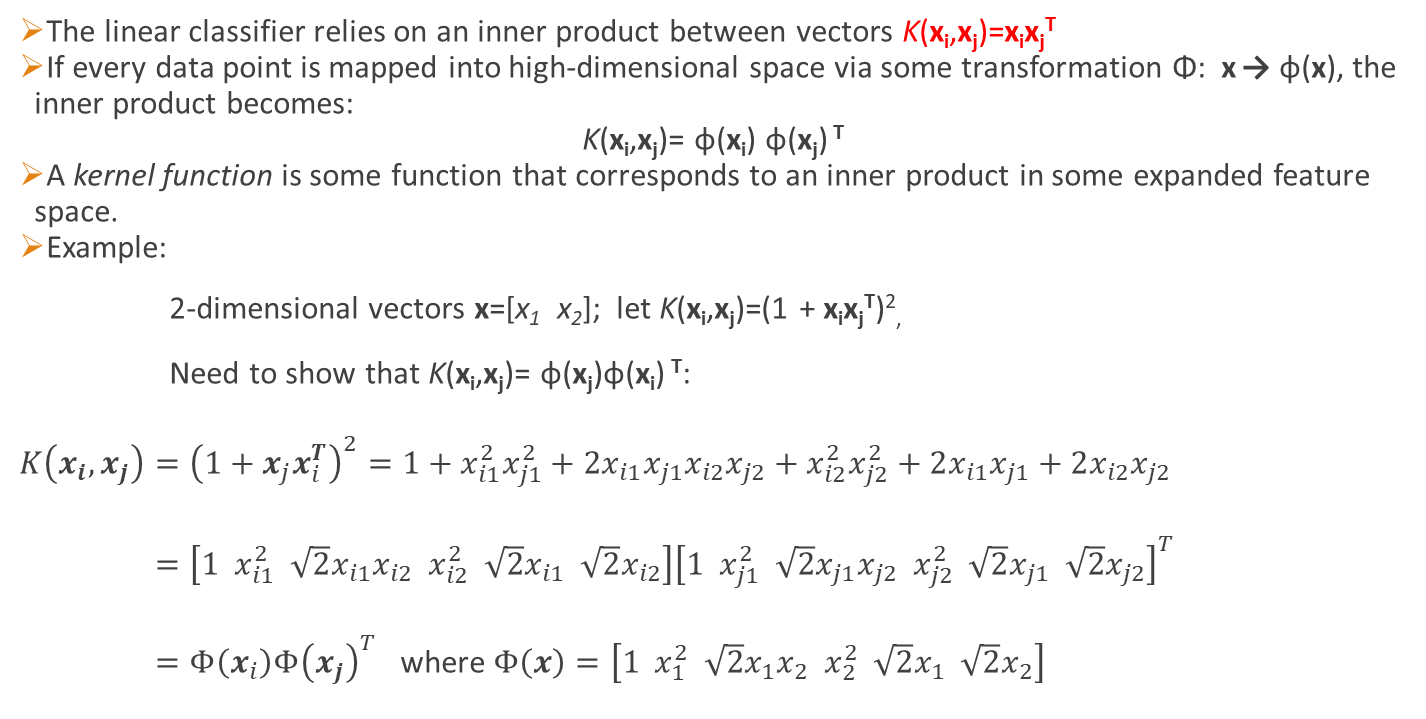 ➢The linear classifier relies on an inner product between vectors K(xᵢ,xⱼ)=xᵢxⱼᵀ
➢If every data point is mapped into high-dimensional space via some transformation Φ: x → φ(x), the
inner product becomes:
K(xᵢ,xⱼ)= φ(xᵢ) φ(xⱼ) ᵀ
➢A kernel function is some function that corresponds to an inner product in some expanded feature
space.
➢Example:
2-dimensional vectors x=[x₁ x₂]; let K(xᵢ,xⱼ)=(1 + xᵢxⱼᵀ)²,
Need to show that K(xᵢ,xⱼ)= φ(xⱼ)φ(xᵢ) ᵀ:
K(xᵢ, xⱼ) = (1 + xⱼxᵢᵀ)² = 1 + xᵢ₁²xⱼ₁² + 2xᵢ₁xⱼ₁xᵢ₂xⱼ₂ + xᵢ₂²xⱼ₂² + 2xᵢ₁xⱼ₁ + 2xᵢ₂xⱼ₂
= [1 xᵢ₁² √2xᵢ₁xᵢ₂ xᵢ₂² √2xᵢ₁ √2xᵢ₂][1 xⱼ₁² √2xⱼ₁xⱼ₂ xⱼ₂² √2xⱼ₁ √2xⱼ₂]ᵀ
= Φ(xᵢ)Φ(xⱼ)ᵀ where Φ(x) = [1 x₁² √2x₁x₂ x₂² √2x₁ √2x₂]